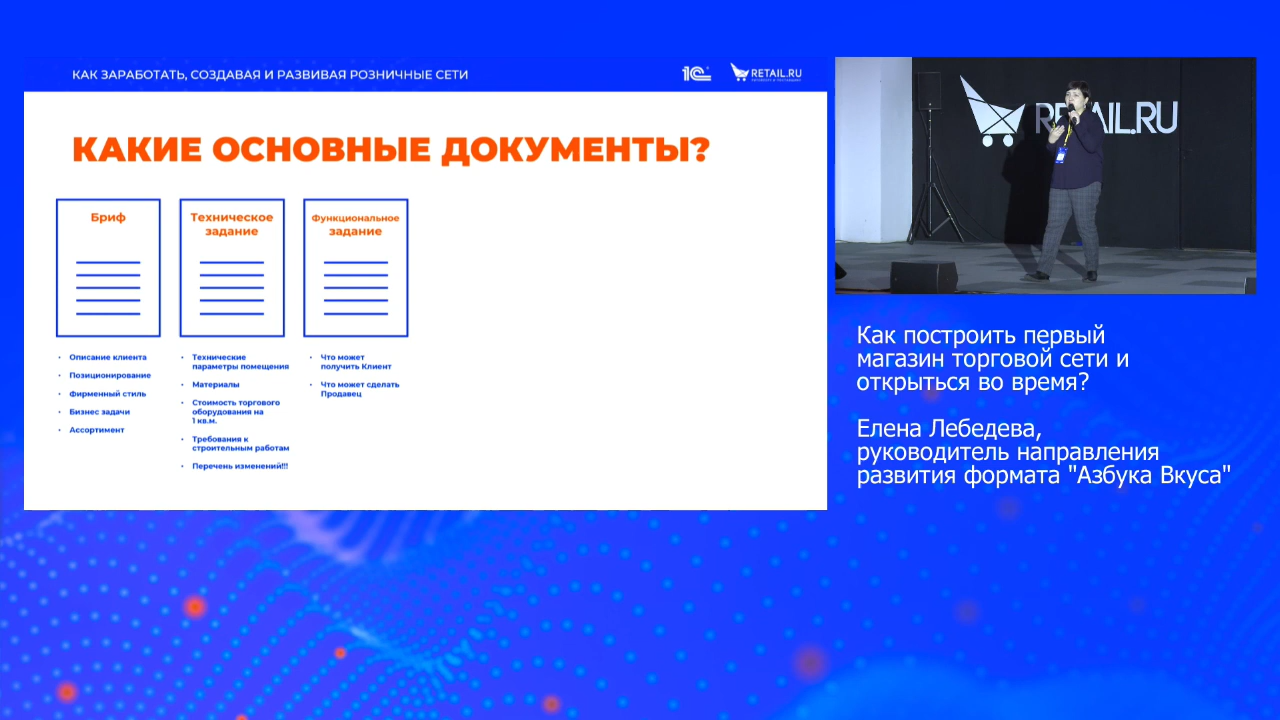 КАК ЗАРАБОТАТЬ, СОЗДАВАЯ И РАЗВИВАЯ РОЗНИЧНЫЕ СЕТИ
1С
RETAIL.RU
КАКИЕ ОСНОВНЫЕ ДОКУМЕНТЫ?
Бриф
• Описание клиента
• Позиционирование
• Фирменный стиль
• Бизнес задачи
• Ассортимент
Техническое
задание
• Технические
параметры помещения
• Материалы
• Стоимость торгового
оборудования на
1 кв.м.
• Требования к
строительным работам
• Перечень изменений!!!
Функциональное
задание
• Что может
получить Клиент
• Что может сделать
Продавец
RETAIL.RU
Как построить первый
магазин торговой сети и
открыться во время?
Елена Лебедева,
руководитель направления
развития формата "Азбука Вкуса"